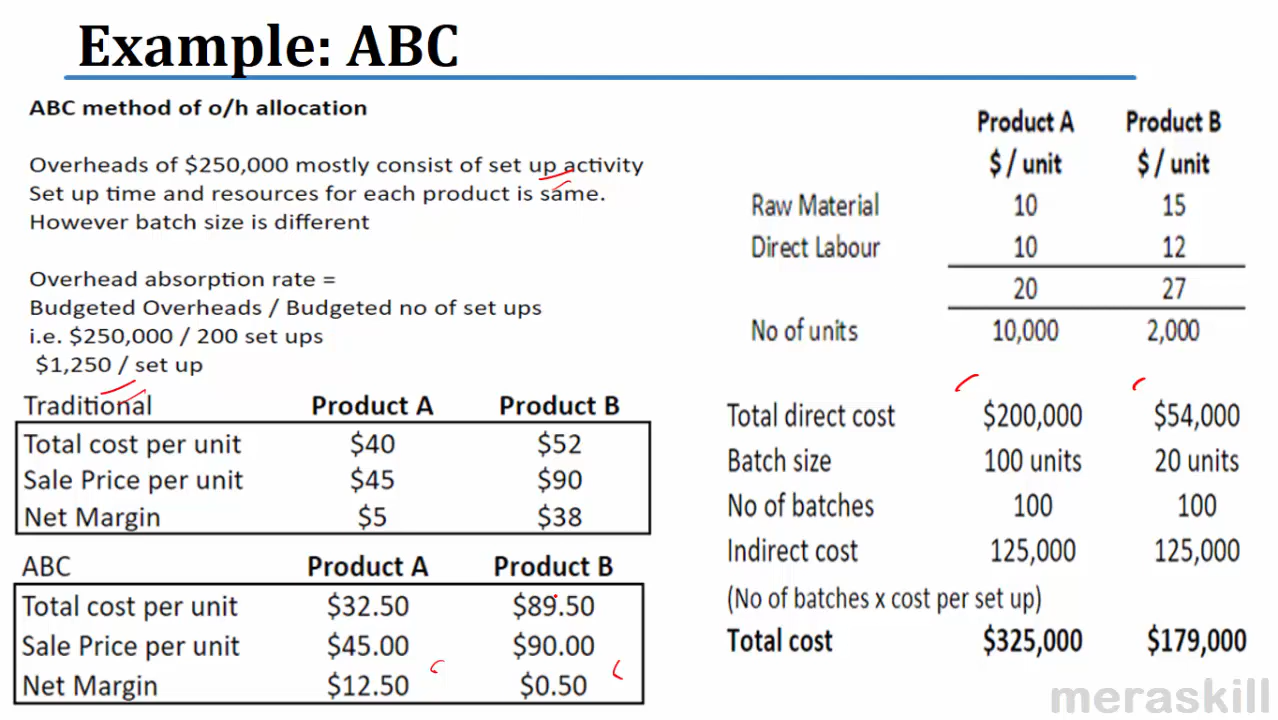 Example: ABC
ABC method of o/h allocation
Overheads of $250,000 mostly consist of set up activity
Set up time and resources for each product is same.
However batch size is different
Overhead absorption rate =
Budgeted Overheads / Budgeted no of set ups
i.e. $250,000 / 200 set ups
$1,250 / set up
Traditional Product A Product B
Total cost per unit $40 $52
Sale Price per unit $45 $90
Net Margin $5 $38
ABC Product A Product B
Total cost per unit $32.50 $89.50
Sale Price per unit $45.00 $90.00
Net Margin $12.50 $0.50
Product A Product B
$ / unit $ / unit
Raw Material 10 15
Direct Labour 10 12
20 27
No of units 10,000 2,000
Total direct cost $200,000 $54,000
Batch size 100 units 20 units
No of batches 100 100
Indirect cost 125,000 125,000
(No of batches x cost per set up)
Total cost $325,000 $179,000
meraskill